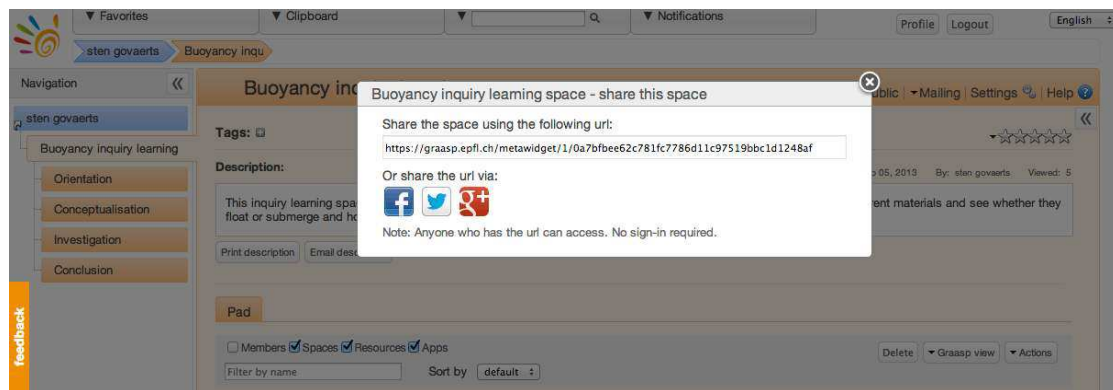 Favorites
Clipboard
Notifications
Profile
Logout
English
sten govaerts
Buoyancy inqu
Navigation
sten govaerts
Buoyancy inquiry learning
Orientation
Conceptualisation
Investigation
Conclusion
feedback
Buoyancy
Mailing | Settings | Help
Buoyancy inquiry learning space - share this space
Share the space using the following url:
https://graasp.epfl.ch/metawidget/1/0a7bfbee62c781fc7786d11c97519bbc1d1248af
Or share the url via:
Note: Anyone who has the url can access. No sign-in required.
Tags:
Description:
05, 2013 By: sten govaerts Viewed: 5
This inquiry learning spa
materials and see whether they
float or submerge and
Print description
Email
Pad
Members Spaces Resources Apps
Delete
Graasp view
Actions
Filter by name
Sort by default